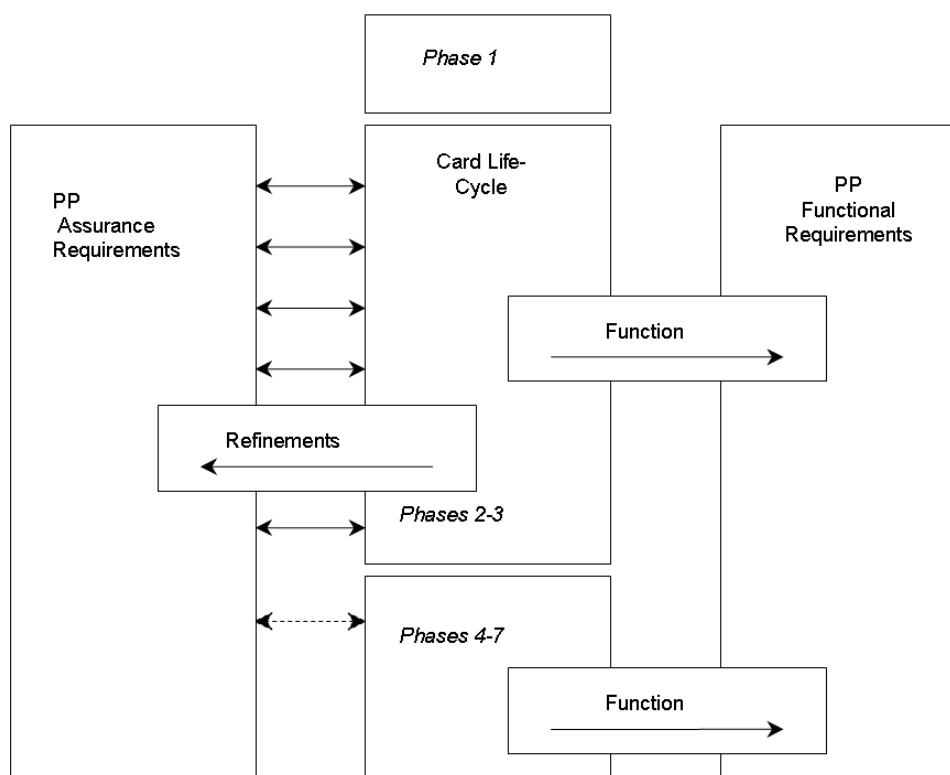 Phase 1
PP
Assurance
Requirements
Card Life-
Cycle
PP
Functional
Requirements
Function
Refinements
Phases 2-3
Phases 4-7
Function